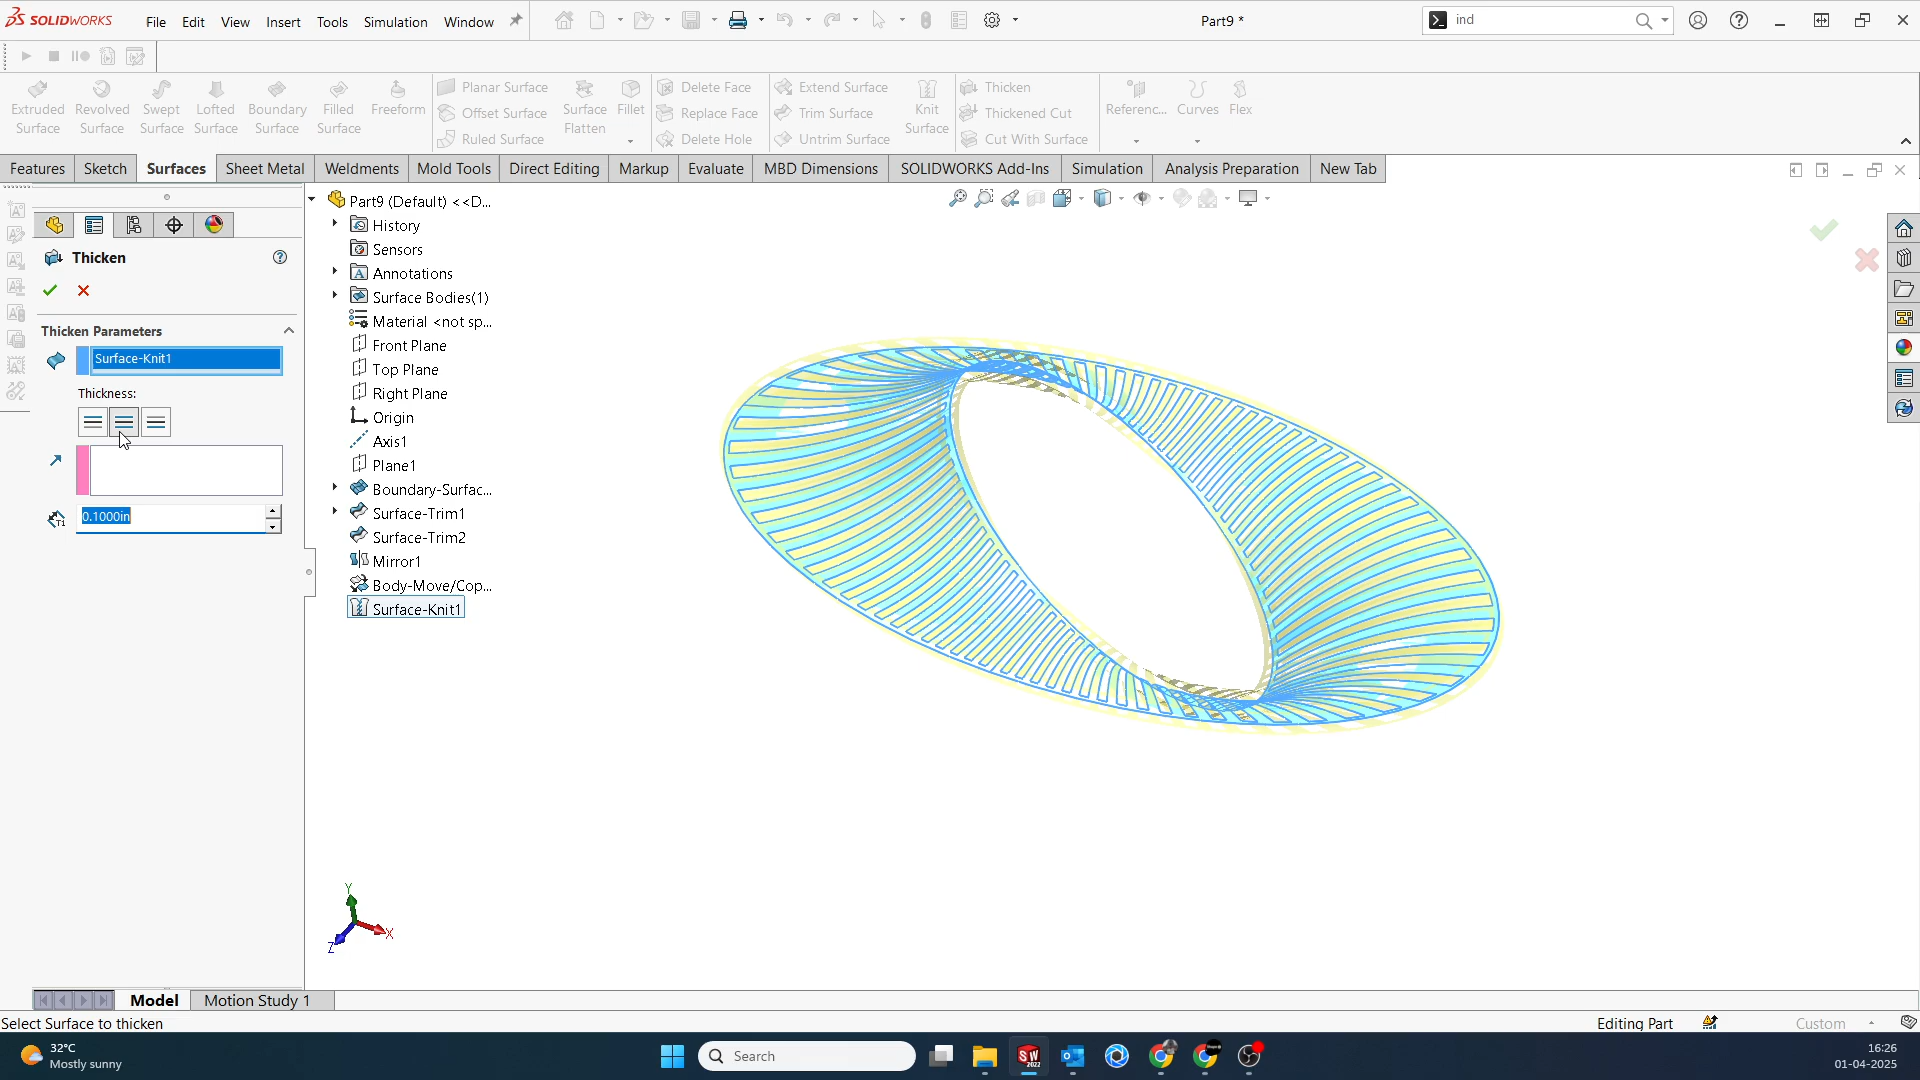 SOLIDWORKS File Edit View Insert Tools Simulation Window Part9 * ind
Extruded Surface Revolved Surface Swept Surface Lofted Surface Boundary Surface Filled Surface Freeform
Planar Surface
Offset Surface
Ruled Surface
Surface Flatten Fillet
Delete Face
Replace Face
Delete Hole
Extend Surface
Trim Surface
Untrim Surface
Knit Surface
Thicken
Thickened Cut
Cut With Surface
Referenc... Curves Flex
Features Sketch Surfaces Sheet Metal Weldments Mold Tools Direct Editing Markup Evaluate MBD Dimensions SOLIDWORKS Add-Ins Simulation Analysis Preparation New Tab
Thicken
Thicken Parameters
Surface-Knit1
Thickness:
0.1000in
Part9 (Default) <<D...
History
Sensors
Annotations
Surface Bodies(1)
Material <not sp...
Front Plane
Top Plane
Right Plane
Origin
Axis1
Plane1
Boundary-Surfac...
Surface-Trim1
Surface-Trim2
Mirror1
Body-Move/Cop...
Surface-Knit1
Y
X
Z
Model Motion Study 1
Select Surface to thicken Editing Part Custom
32°C
Mostly sunny
Search
16:26
01-04-2025